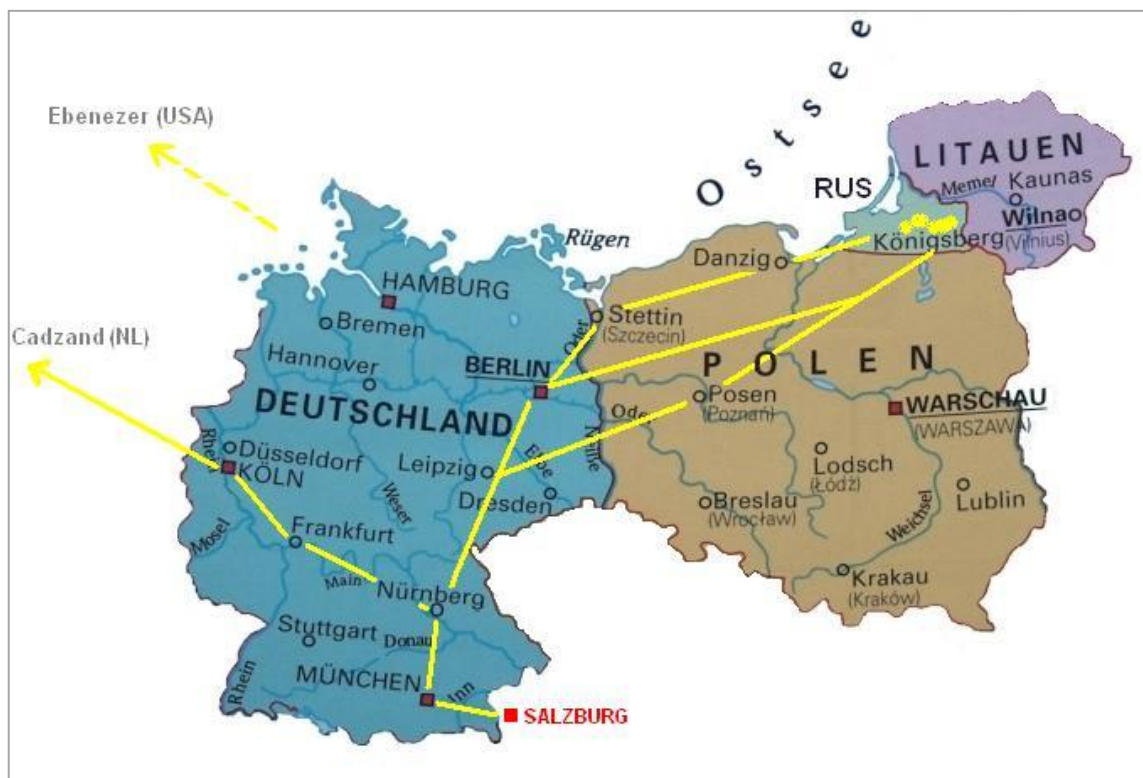 Ostsee
Ebenezer (USA)
LITAUEN
RUS
Memel
Kaunas
Wilna
(Vilnius)
Rügen
Königsberg
Danzig
HAMBURG
Stettin
(Szczecin)
Bremen
Oder
Cadzand (NL)
Hannover
BERLIN
POLEN
DEUTSCHLAND
Posen
(Poznań)
WARSCHAU
(WARSZAWA)
Oder
Neiße
Rhein
Düsseldorf
KÖLN
Leipzig
Elbe
Dresden
Weser
Lodsch
(Łódź)
Lublin
Breslau
(Wrocław)
Weichsel
Mosel
Frankfurt
Main
Nürnberg
Krakau
(Kraków)
Stuttgart
Donau
MÜNCHEN
Inn
Rhein
SALZBURG